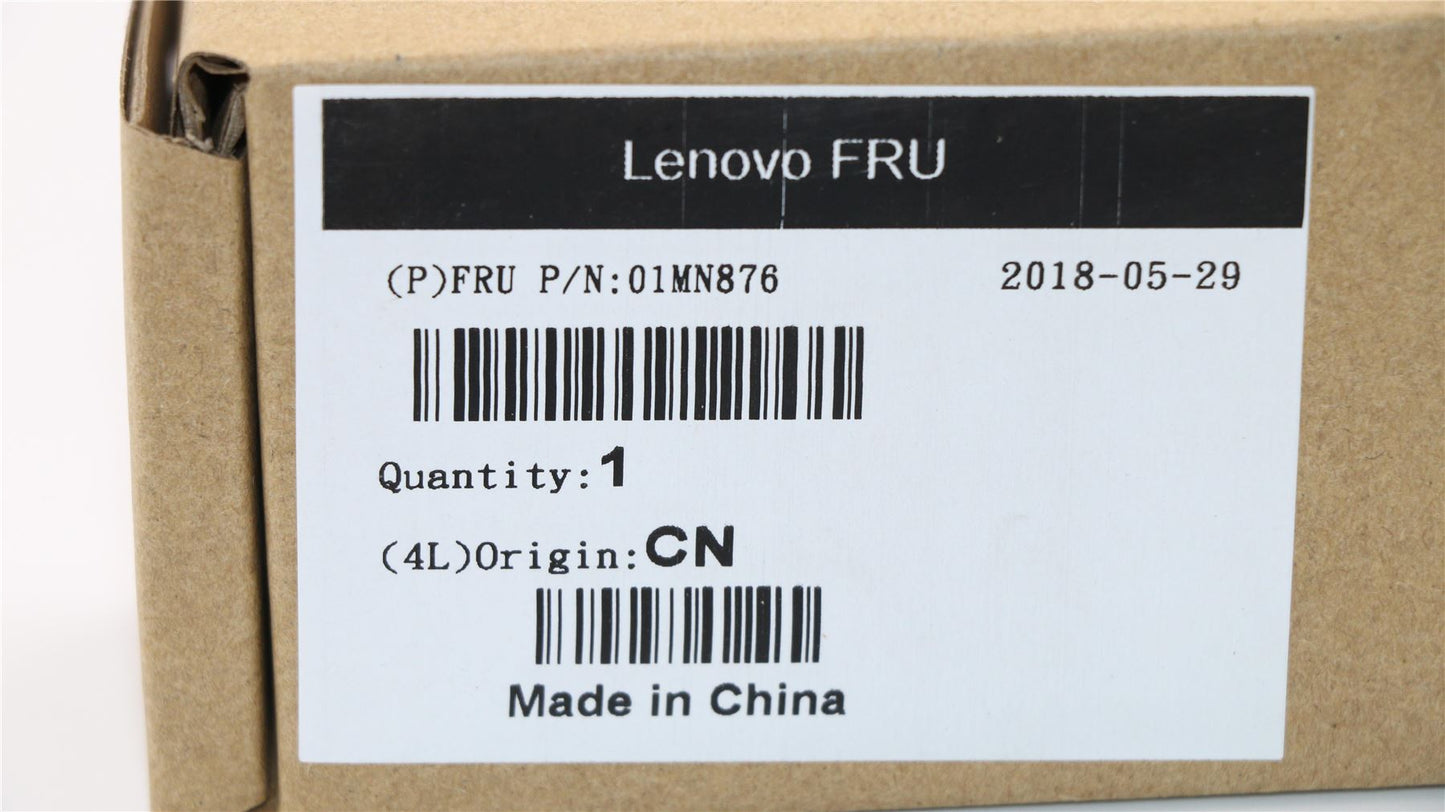 Lenovo FRU
(P)FRU P/N:01MN876 2018-05-29
Quantity:1
(4L)Origin:CN
Made in China